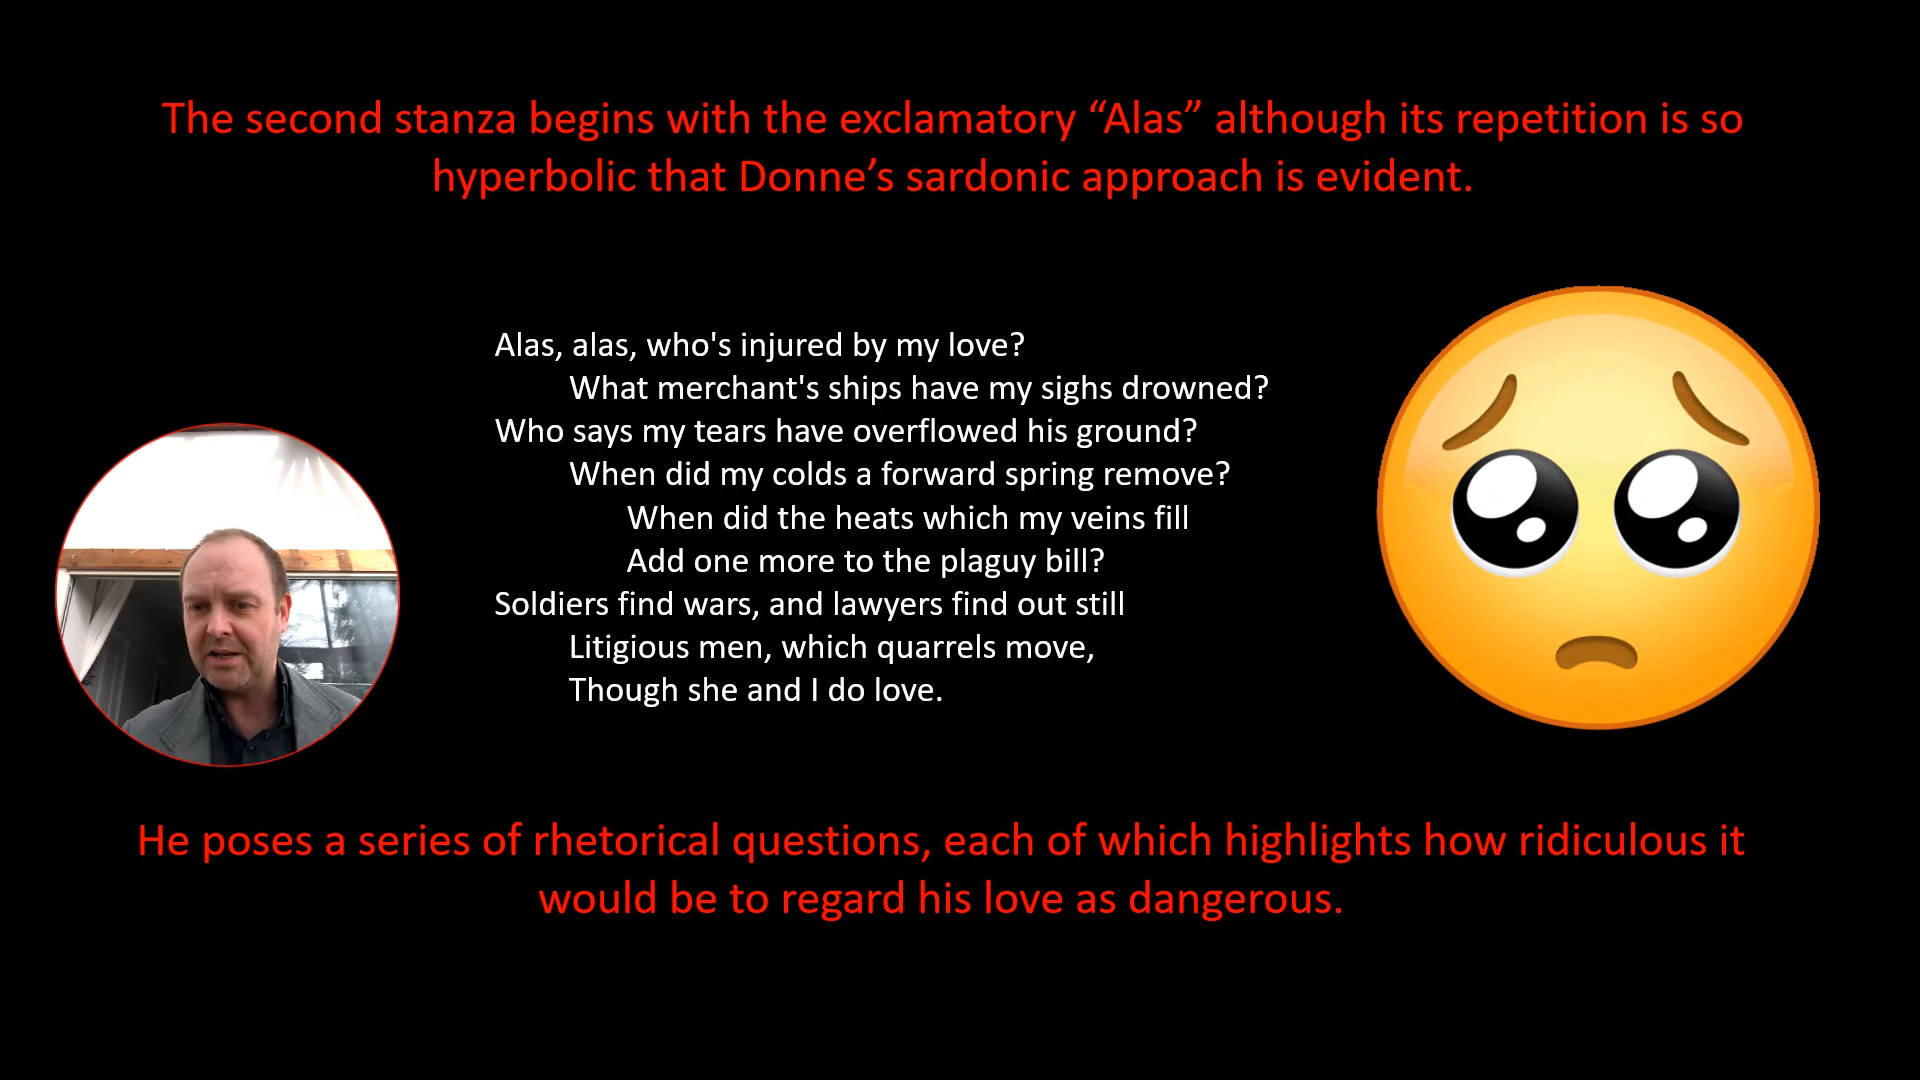 The second stanza begins with the exclamatory “Alas” although its repetition is so
hyperbolic that Donne’s sardonic approach is evident.
Alas, alas, who's injured by my love?
What merchant's ships have my sighs drowned?
Who says my tears have overflowed his ground?
When did my colds a forward spring remove?
When did the heats which my veins fill
Add one more to the plaguy bill?
Soldiers find wars, and lawyers find out still
Litigious men, which quarrels move,
Though she and I do love.
He poses a series of rhetorical questions, each of which highlights how ridiculous it
would be to regard his love as dangerous.